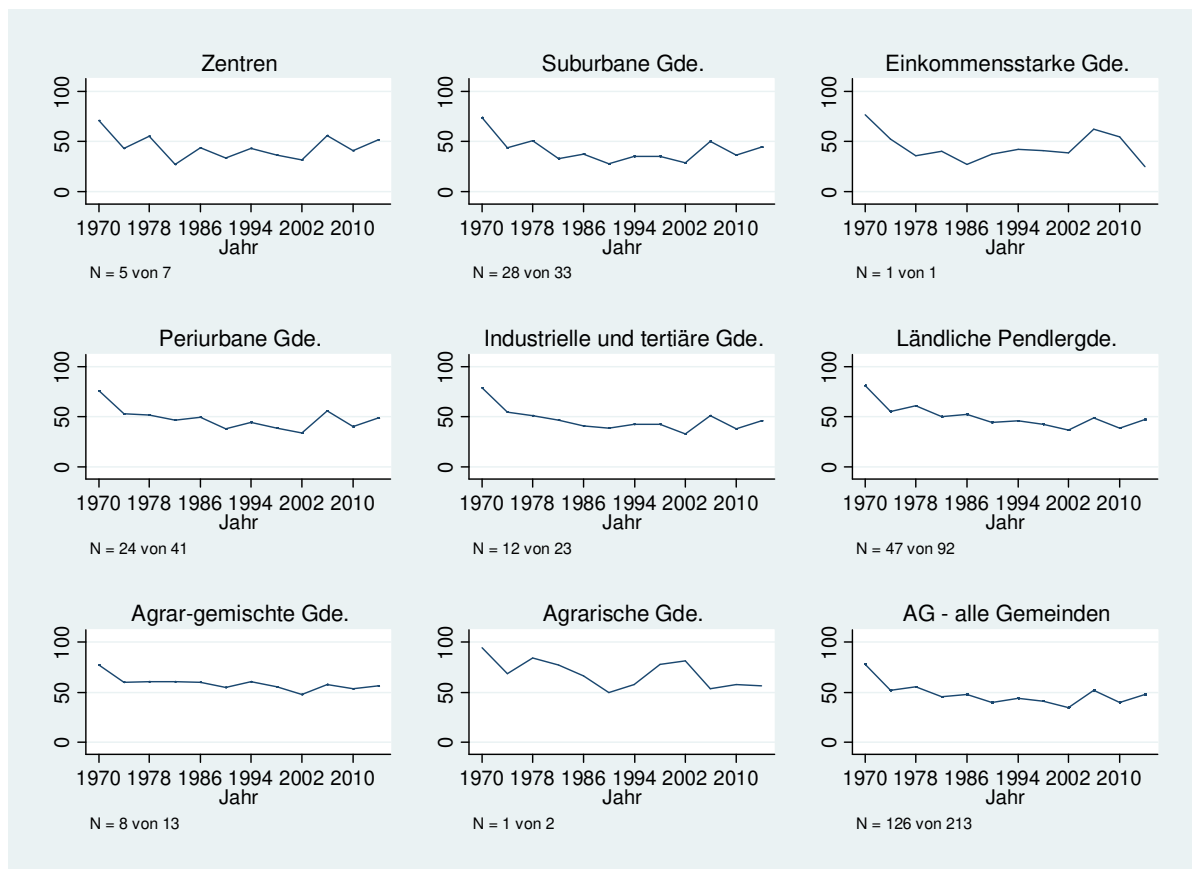 Zentren
100
50
0
1970 1978 1986 1994 2002 2010
Jahr
N = 5 von 7
Suburbane Gde.
100
50
0
1970 1978 1986 1994 2002 2010
Jahr
N = 28 von 33
Einkommensstarke Gde.
100
50
0
1970 1978 1986 1994 2002 2010
Jahr
N = 1 von 1
Periurbane Gde.
100
50
0
1970 1978 1986 1994 2002 2010
Jahr
N = 24 von 41
Industrielle und tertiäre Gde.
100
50
0
1970 1978 1986 1994 2002 2010
Jahr
N = 12 von 23
Ländliche Pendlergde.
100
50
0
1970 1978 1986 1994 2002 2010
Jahr
N = 47 von 92
Agrar-gemischte Gde.
100
50
0
1970 1978 1986 1994 2002 2010
Jahr
N = 8 von 13
Agrarische Gde.
100
50
0
1970 1978 1986 1994 2002 2010
Jahr
N = 1 von 2
AG - alle Gemeinden
100
50
0
1970 1978 1986 1994 2002 2010
Jahr
N = 126 von 213